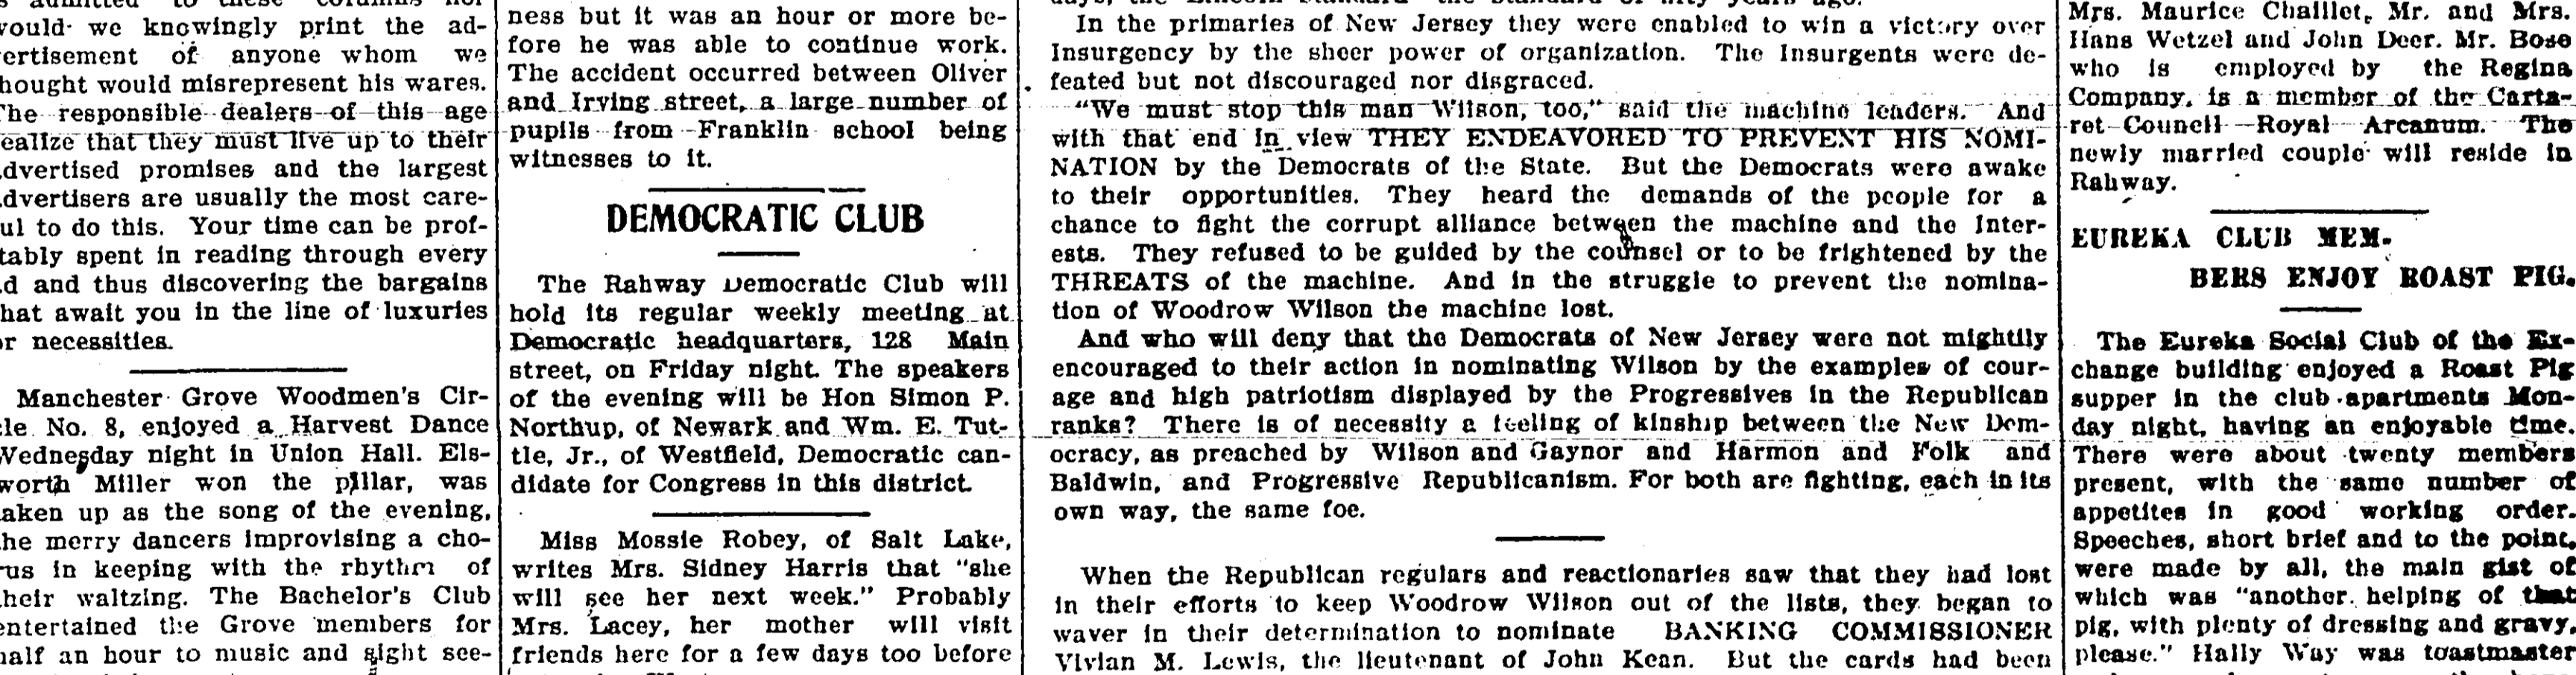 would we knowingly print the ad-
vertisement of anyone whom we
thought would misrepresent his wares.
The responsible dealers of this age
realize that they must live up to their
advertised promises and the largest
advertisers are usually the most care-
ful to do this. Your time can be prof-
itably spent in reading through every
ad and thus discovering the bargains
that await you in the line of luxuries
or necessities.
Manchester Grove Woodmen's Cir-
cle No. 8, enjoyed a Harvest Dance
Wednesday night in Union Hall. Els-
worth Miller won the pillar, was
taken up as the song of the evening,
the merry dancers improvising a cho-
rus in keeping with the rhythm of
their waltzing. The Bachelor's Club
entertained the Grove members for
half an hour to music and sight see-
ness but it was an hour or more be-
fore he was able to continue work.
The accident occurred between Oliver
and Irving street, a large number of
pupils from Franklin school being
witnesses to it.
DEMOCRATIC CLUB
The Rahway Democratic Club will
hold its regular weekly meeting at
Democratic headquarters, 128 Main
street, on Friday night. The speakers
of the evening will be Hon Simon P.
Northup, of Newark and Wm. E. Tut-
tle, Jr., of Westfield, Democratic can-
didate for Congress in this district.
Miss Mossie Robey, of Salt Lake,
writes Mrs. Sidney Harris that "she
will see her next week." Probably
Mrs. Lacey, her mother will visit
friends here for a few days too before
In the primaries of New Jersey they were enabled to win a victory over
Insurgency by the sheer power of organization. The Insurgents were de-
feated but not discouraged nor disgraced.
"We must stop this man Wilson, too," said the machine leaders. And
with that end in view THEY ENDEAVORED TO PREVENT HIS NOMI-
NATION by the Democrats of the State. But the Democrats were awake
to their opportunities. They heard the demands of the people for a
chance to fight the corrupt alliance between the machine and the Inter-
ests. They refused to be guided by the counsel or to be frightened by the
THREATS of the machine. And in the struggle to prevent the nomina-
tion of Woodrow Wilson the machine lost.
And who will deny that the Democrats of New Jersey were not mightily
encouraged to their action in nominating Wilson by the examples of cour-
age and high patriotism displayed by the Progressives in the Republican
ranks? There is of necessity a feeling of kinship between the New Dem-
ocracy, as preached by Wilson and Gaynor and Harmon and Folk and
Baldwin, and Progressive Republicanism. For both are fighting, each in its
own way, the same foe.
When the Republican regulars and reactionaries saw that they had lost
in their efforts to keep Woodrow Wilson out of the lists, they began to
waver in their determination to nominate BANKING COMMISSIONER
Vivian M. Lewis, the lieutenant of John Kean. But the cards had been
Mrs. Maurice Chaillet, Mr. and Mrs.
Hans Wetzel and John Deer. Mr. Bose
who is employed by the Regina
Company, is a member of the Carta-
ret Council Royal Arcanum. The
newly married couple will reside in
Rahway.
EUREKA CLUB MEM-
BERS ENJOY ROAST PIG.
The Eureka Social Club of the Ex-
change building enjoyed a Roast Pig
supper in the club apartments Mon-
day night, having an enjoyable time.
There were about twenty members
present, with the same number of
appetites in good working order.
Speeches, short brief and to the point,
were made by all, the main gist of
which was "another helping of that
pig, with plenty of dressing and gravy,
please." Hally Way was toastmaster